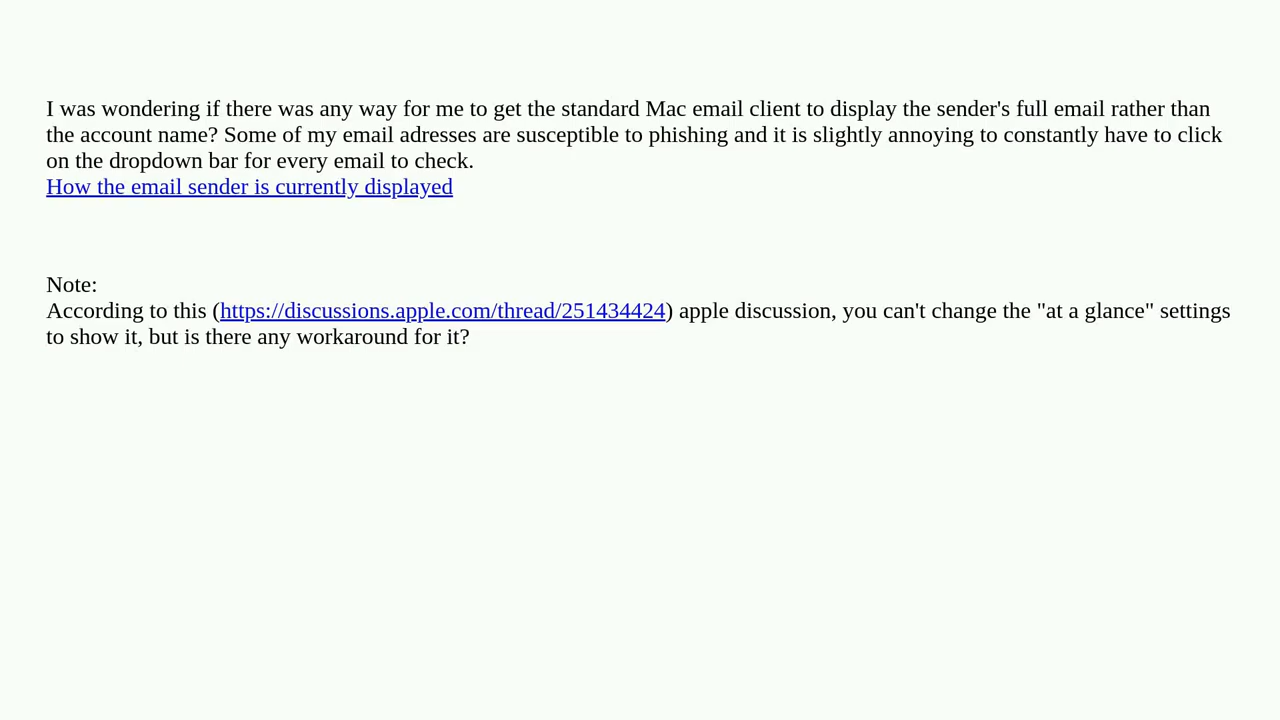 I was wondering if there was any way for me to get the standard Mac email client to display the sender's full email rather than
the account name? Some of my email adresses are susceptible to phishing and it is slightly annoying to constantly have to click
on the dropdown bar for every email to check.
How the email sender is currently displayed
Note:
According to this (https://discussions.apple.com/thread/251434424) apple discussion, you can't change the "at a glance" settings
to show it, but is there any workaround for it?